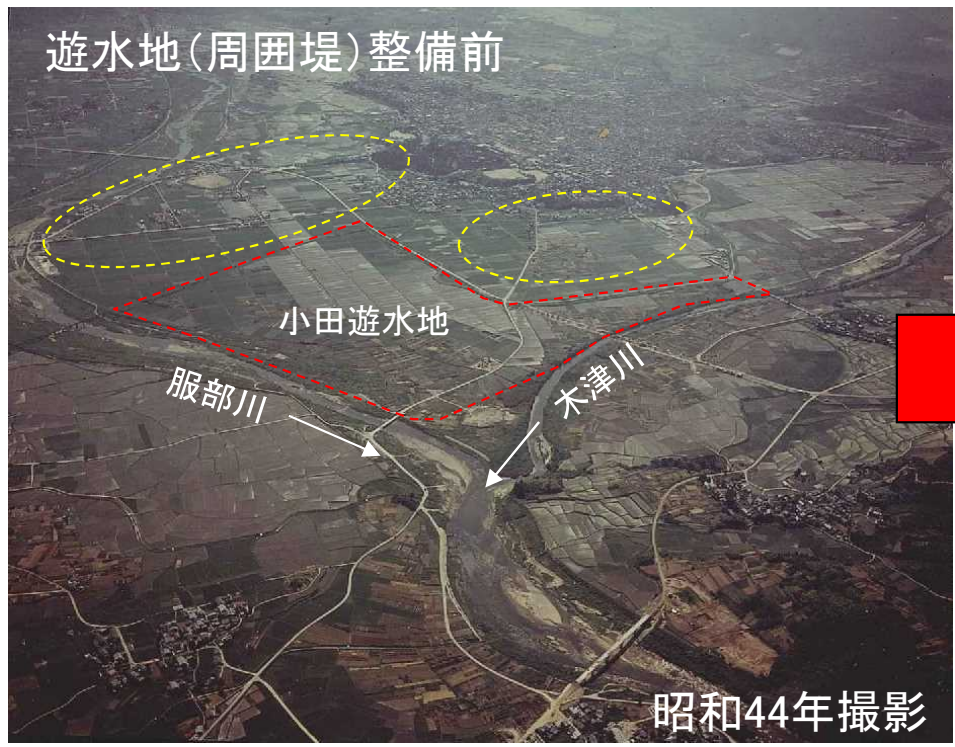 遊水地(周囲堤)整備前
小田遊水地
服部川
木津川
昭和44年撮影